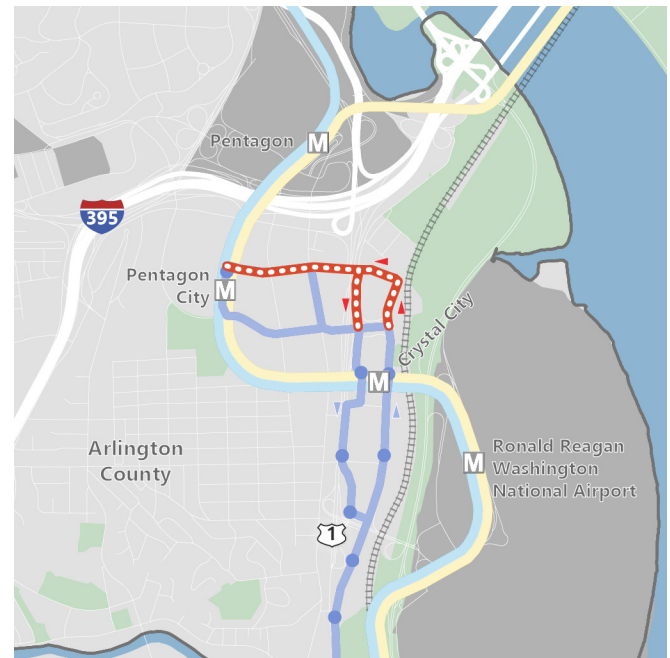 Pentagon
M
395
Pentagon
City
M
Crystal City
M
Arlington
County
Ronald Reagan
Washington
National Airport
M
1